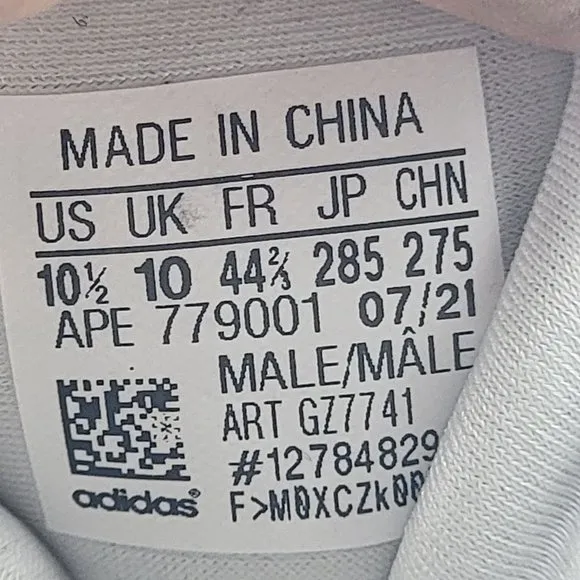 MADE IN CHINA
US UK FR JP CHN
10½ 10 44⅔ 285 275
APE 779001 07/21
MALE/MÂLE
ART GZ7741
#12784829
adidas®